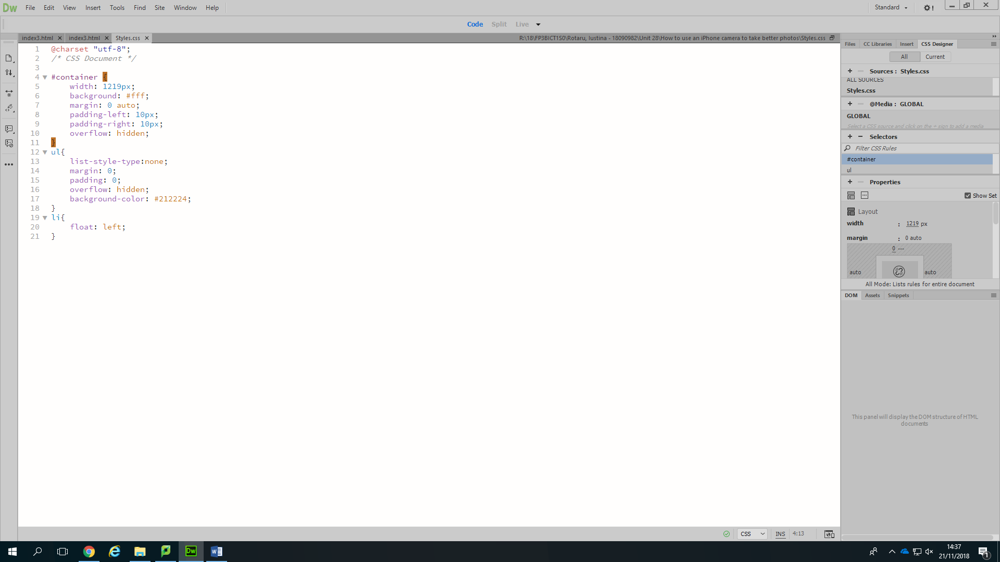 Dw File Edit View Insert Tools Find Site Window Help Standard !
Code Split Live
index3.html index3.html Styles.css R:\18\FP3BICT1S0\Rotaru, Iustina - 18090982\Unit 28\How to use an iPhone camera to take better photos\Styles.css
1 @charset "utf-8";
2 /* CSS Document */
3
4 #container {
5 width: 1219px;
6 background: #fff;
7 margin: 0 auto;
8 padding-left: 10px;
9 padding-right: 10px;
10 overflow: hidden;
11 }
12 ul{
13 list-style-type:none;
14 margin: 0;
15 padding: 0;
16 overflow: hidden;
17 background-color: #212224;
18 }
19 li{
20 float: left;
21 }
Files CC Libraries Insert CSS Designer
All Current
+ − Sources : Styles.css
ALL SOURCES
Styles.css
+ − @Media : GLOBAL
GLOBAL
Select a CSS source and click on the + sign to add a media
+ − Selectors
Filter CSS Rules
#container
ul
+ − Properties
Show Set
Layout
width : 1219 px
margin : 0 auto
0 ---
auto auto
All Mode: Lists rules for entire document
DOM Assets Snippets
This panel will display the DOM structure of HTML
documents
CSS INS 4:13
Dw W 14:37
21/11/2018 1